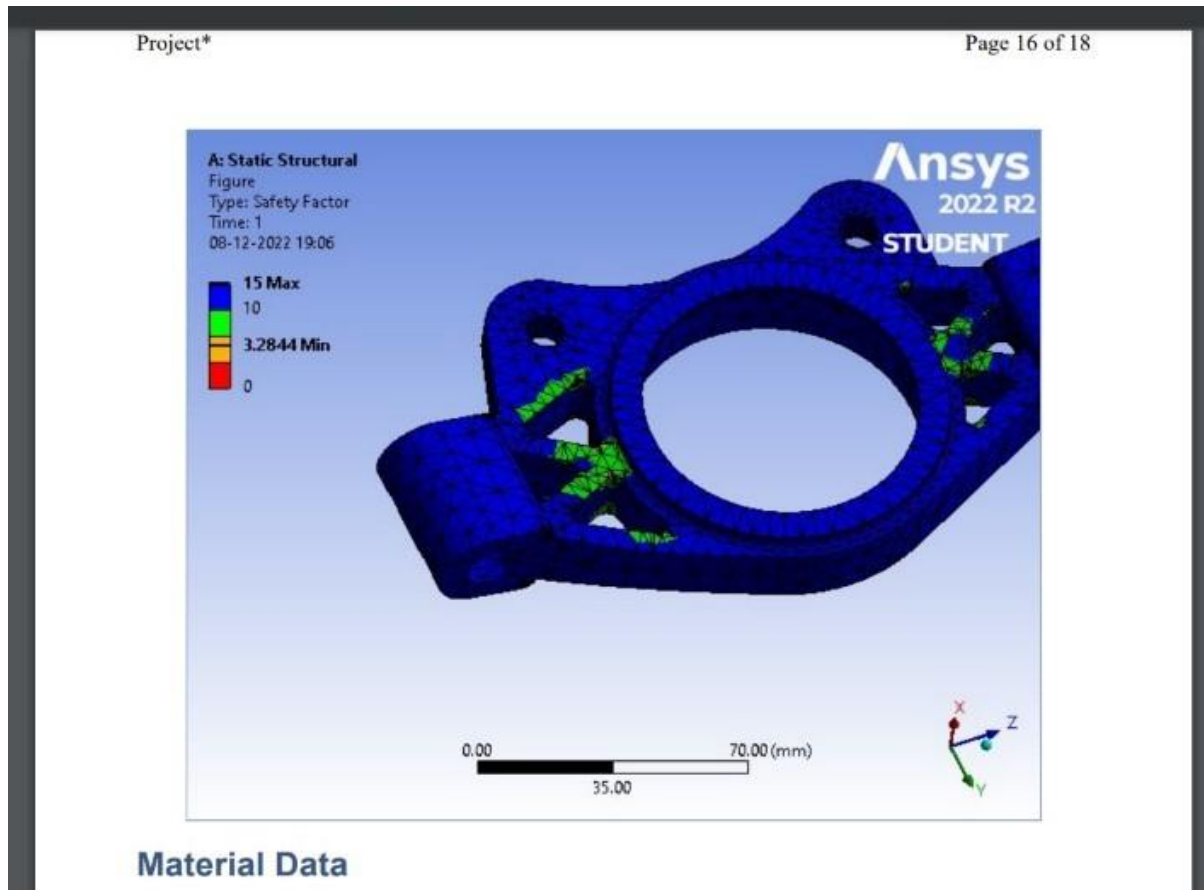 Project*
Page 16 of 18
A: Static Structural
Figure
Type: Safety Factor
Time: 1
08-12-2022 19:06
15 Max
10
3.2844 Min
0
Ansys
2022 R2
STUDENT
0.00
70.00 (mm)
35.00
X
Z
Y
Material Data